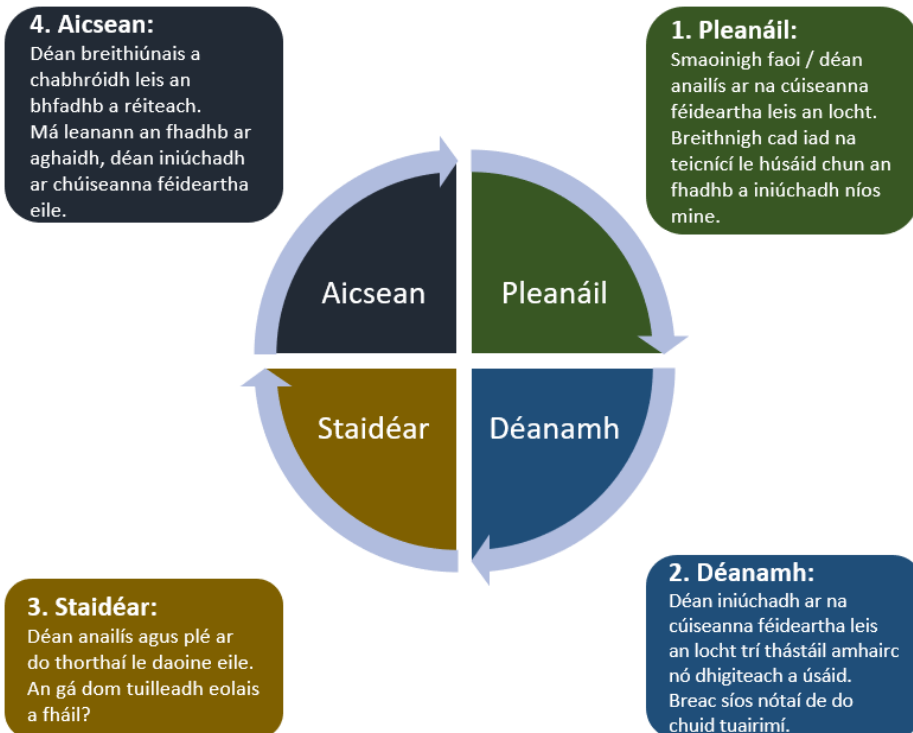 4. Aicsean:
Déan breithiúnais a
chabhróidh leis an
bhfadhb a réiteach.
Má leanann an fhadhb ar
aghaidh, déan iniúchadh
ar chúiseanna féideartha
eile.
1. Pleanáil:
Smaoinigh faoi / déan
anailís ar na cúiseanna
féideartha leis an locht.
Breithnigh cad iad na
teicnící le húsáid chun an
fhadhb a iniúchadh níos
mine.
Aicsean
Pleanáil
Staidéar
Déanamh
3. Staidéar:
Déan anailís agus plé ar
do thorthaí le daoine eile.
An gá dom tuilleadh eolais
a fháil?
2. Déanamh:
Déan iniúchadh ar na
cúiseanna féideartha leis
an locht trí thástáil amhairc
nó dhigiteach a úsáid.
Breac síos nótaí de do
chuid tuairimí.